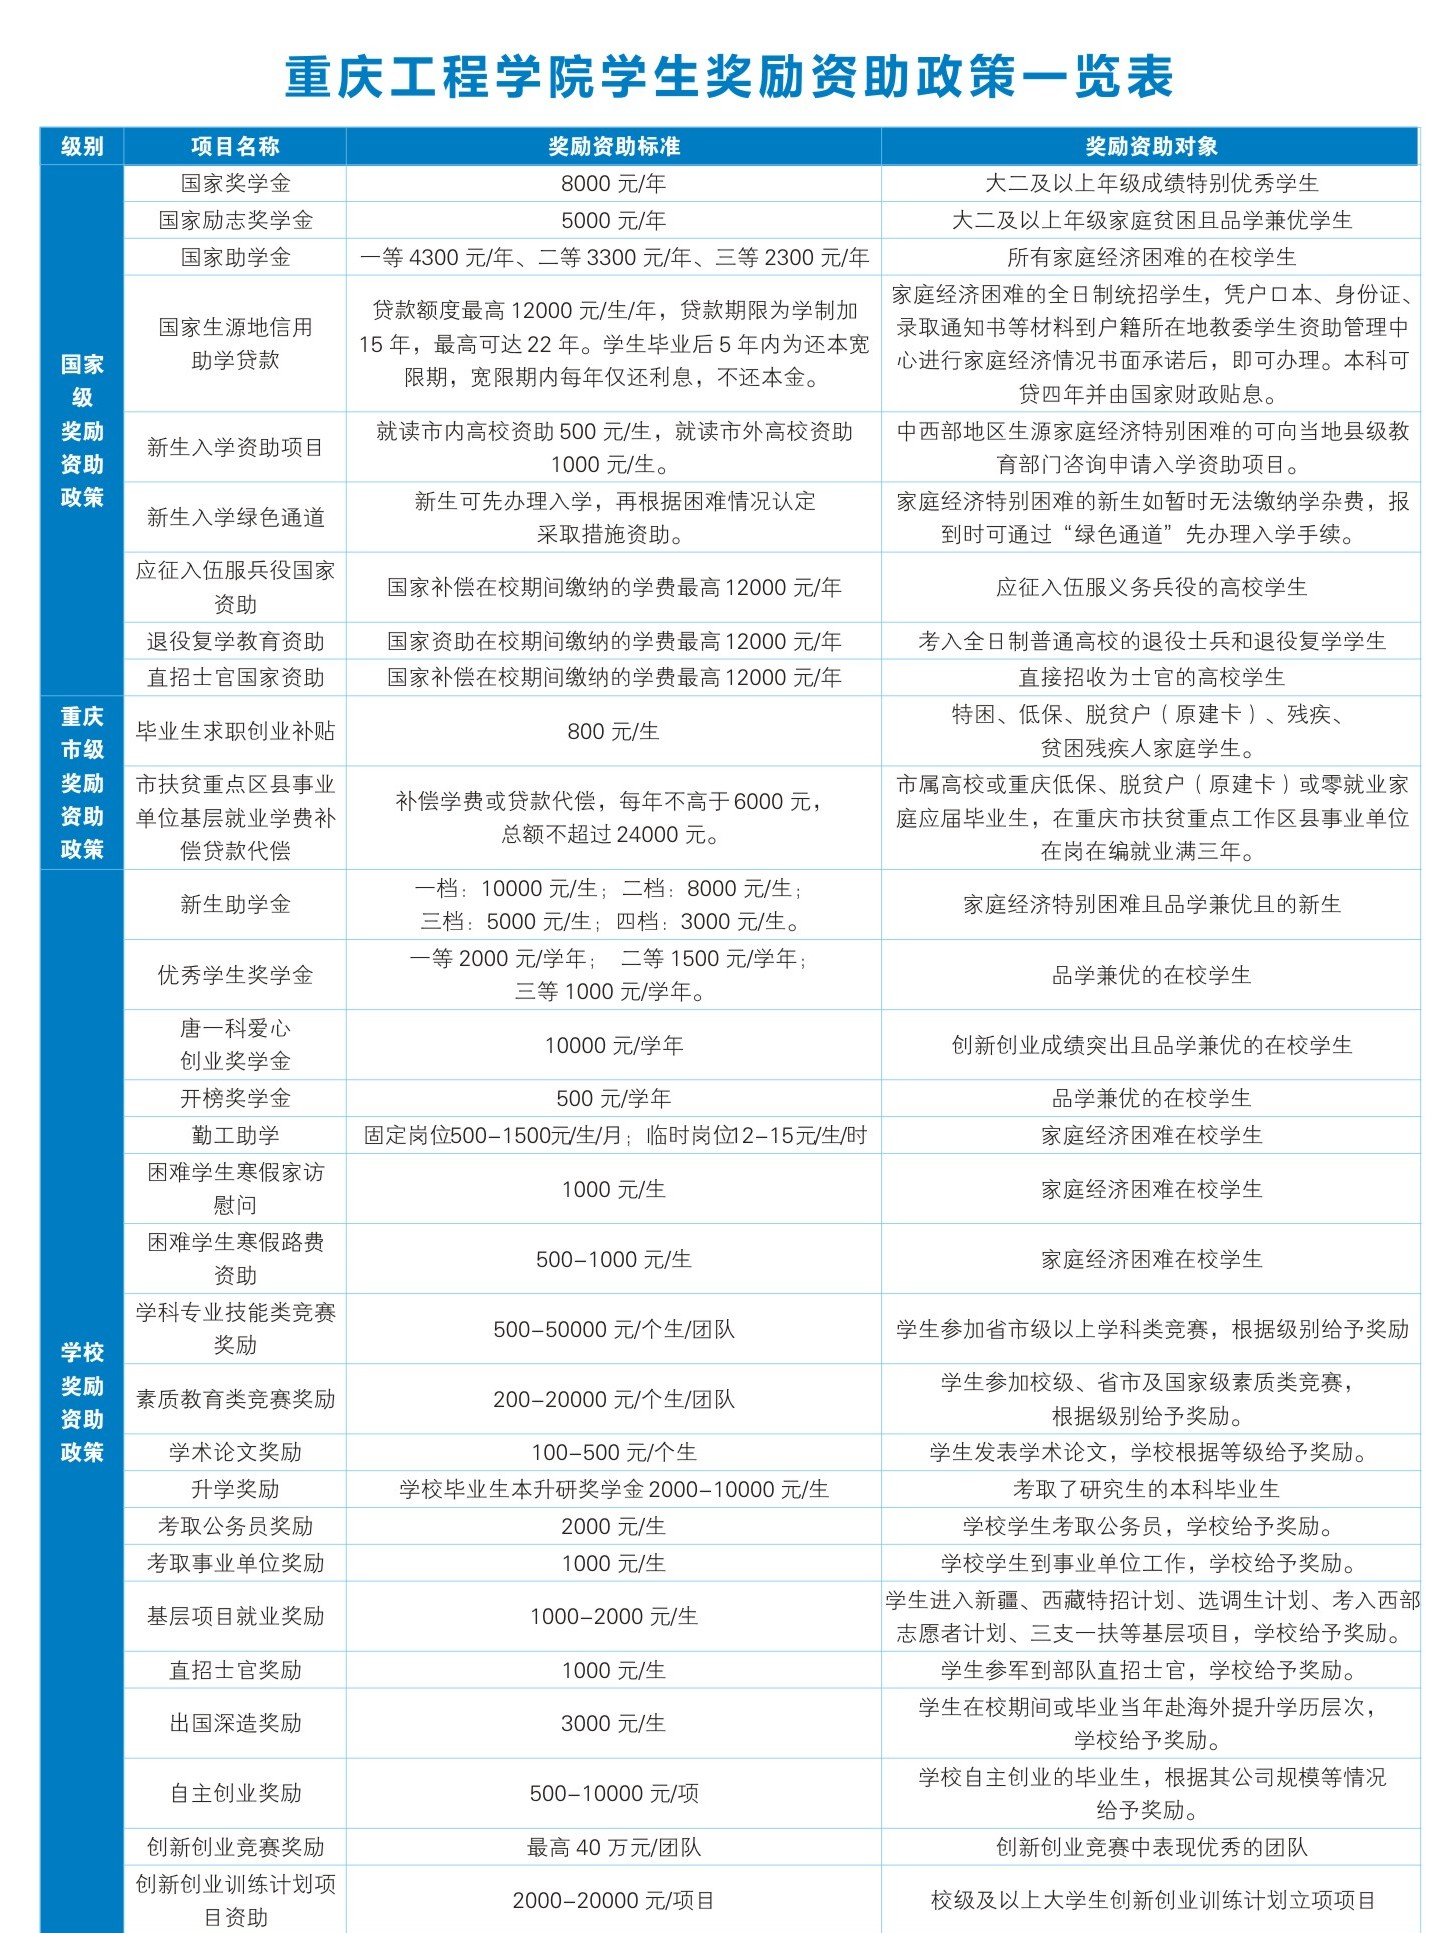 重庆工程学院学生奖励资助政策一览表
级别 项目名称 奖励资助标准 奖励资助对象
国家
级
奖励
资助
政策
国家奖学金 8000 元/年 大二及以上年级成绩特别优秀学生
国家励志奖学金 5000 元/年 大二及以上年级家庭贫困且品学兼优学生
国家助学金 一等 4300 元/年、二等 3300 元/年、三等 2300 元/年 所有家庭经济困难的在校学生
国家生源地信用
助学贷款
贷款额度最高 12000 元/生/年，贷款期限为学制加
15 年，最高可达 22 年。学生毕业后 5 年内为还本宽
限期，宽限期内每年仅还利息，不还本金。
家庭经济困难的全日制统招学生，凭户口本、身份证、
录取通知书等材料到户籍所在地教委学生资助管理中
心进行家庭经济情况书面承诺后，即可办理。本科可
贷四年并由国家财政贴息。
新生入学资助项目
就读市内高校资助 500 元/生，就读市外高校资助
1000 元/生。
中西部地区生源家庭经济特别困难的可向当地县级教
育部门咨询申请入学资助项目。
新生入学绿色通道
新生可先办理入学，再根据困难情况认定
采取措施资助。
家庭经济特别困难的新生如暂时无法缴纳学杂费，报
到时可通过“绿色通道”先办理入学手续。
应征入伍服兵役国家
资助
国家补偿在校期间缴纳的学费最高 12000 元/年
应征入伍服义务兵役的高校学生
退役复学教育资助 国家资助在校期间缴纳的学费最高 12000 元/年 考入全日制普通高校的退役士兵和退役复学学生
直招士官国家资助 国家补偿在校期间缴纳的学费最高 12000 元/年 直接招收为士官的高校学生
重庆
市级
奖励
资助
政策
毕业生求职创业补贴
800 元/生
特困、低保、脱贫户（原建卡）、残疾、
贫困残疾人家庭学生。
市扶贫重点区县事业
单位基层就业学费补
偿贷款代偿
补偿学费或贷款代偿，每年不高于 6000 元，
总额不超过 24000 元。
市属高校或重庆低保、脱贫户（原建卡）或零就业家
庭应届毕业生，在重庆市扶贫重点工作区县事业单位
在岗在编就业满三年。
学校
奖励
资助
政策
新生助学金
一档：10000 元/生；二档：8000 元/生；
三档：5000 元/生；四档：3000 元/生。
家庭经济特别困难且品学兼优且的新生
优秀学生奖学金
一等 2000 元/学年； 二等 1500 元/学年；
三等 1000 元/学年。
品学兼优的在校学生
唐一科爱心
创业奖学金
10000 元/学年
创新创业成绩突出且品学兼优的在校学生
开榜奖学金 500 元/学年 品学兼优的在校学生
勤工助学 固定岗位500-1500元/生/月；临时岗位12-15元/生/时 家庭经济困难在校学生
困难学生寒假家访
慰问
1000 元/生
家庭经济困难在校学生
困难学生寒假路费
资助
500-1000 元/生
家庭经济困难在校学生
学科专业技能类竞赛
奖励
500-50000 元/个生/团队
学生参加省市级以上学科类竞赛，根据级别给予奖励
素质教育类竞赛奖励
200-20000 元/个生/团队
学生参加校级、省市及国家级素质类竞赛，
根据级别给予奖励。
学术论文奖励 100-500 元/个生 学生发表学术论文，学校根据等级给予奖励。
升学奖励 学校毕业生本升研奖学金 2000-10000 元/生 考取了研究生的本科毕业生
考取公务员奖励 2000 元/生 学校学生考取公务员，学校给予奖励。
考取事业单位奖励 1000 元/生 学校学生到事业单位工作，学校给予奖励。
基层项目就业奖励
1000-2000 元/生
学生进入新疆、西藏特招计划、选调生计划、考入西部
志愿者计划、三支一扶等基层项目，学校给予奖励。
直招士官奖励 1000 元/生 学生参军到部队直招士官，学校给予奖励。
出国深造奖励
3000 元/生
学生在校期间或毕业当年赴海外提升学历层次，
学校给予奖励。
自主创业奖励
500-10000 元/项
学校自主创业的毕业生，根据其公司规模等情况
给予奖励。
创新创业竞赛奖励 最高 40 万元/团队 创新创业竞赛中表现优秀的团队
创新创业训练计划项
目资助
2000-20000 元/项目
校级及以上大学生创新创业训练计划立项项目